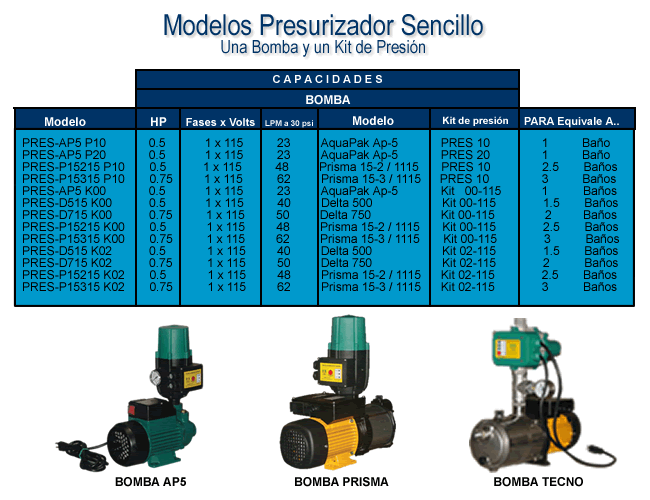 Modelos Presurizador Sencillo
Una Bomba y un Kit de Presión
CAPACIDADES
BOMBA
Modelo HP Fases x Volts LPM a 30 psi Modelo Kit de presión PARA Equivale A..
PRES-AP5 P10 0.5 1 x 115 23 AquaPak Ap-5 PRES 10 1 Baño
PRES-AP5 P20 0.5 1 x 115 23 AquaPak Ap-5 PRES 20 1 Baño
PRES-P15215 P10 0.5 1 x 115 48 Prisma 15-2 / 1115 PRES 10 2.5 Baños
PRES-P15315 P10 0.75 1 x 115 62 Prisma 15-3 / 1115 PRES 10 3 Baños
PRES-AP5 K00 0.5 1 x 115 23 AquaPak Ap-5 Kit 00-115 1 Baños
PRES-D515 K00 0.5 1 x 115 40 Delta 500 Kit 00-115 1.5 Baños
PRES-D715 K00 0.75 1 x 115 50 Delta 750 Kit 00-115 2 Baños
PRES-P15215 K00 0.5 1 x 115 48 Prisma 15-2 / 1115 Kit 00-115 2.5 Baños
PRES-P15315 K00 0.75 1 x 115 62 Prisma 15-3 / 1115 Kit 00-115 3 Baños
PRES-D515 K02 0.5 1 x 115 40 Delta 500 Kit 02-115 1.5 Baños
PRES-D715 K02 0.75 1 x 115 50 Delta 750 Kit 02-115 2 Baños
PRES-P15215 K02 0.5 1 x 115 48 Prisma 15-2 / 1115 Kit 02-115 2.5 Baños
PRES-P15315 K02 0.75 1 x 115 62 Prisma 15-3 / 1115 Kit 02-115 3 Baños
BOMBA AP5 BOMBA PRISMA BOMBA TECNO